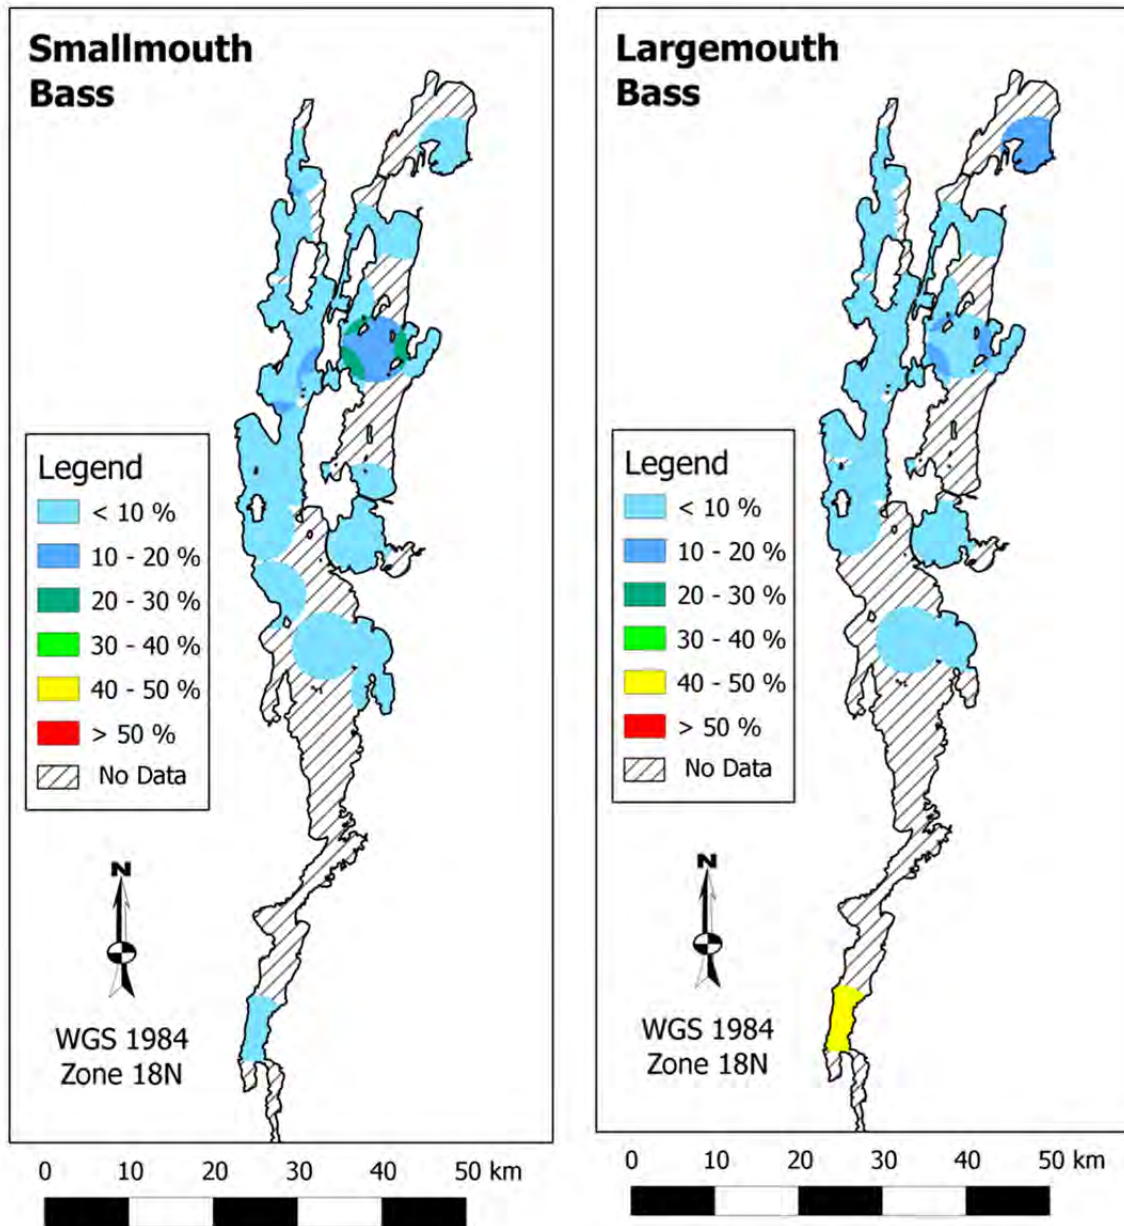 Smallmouth
Bass
Legend
< 10 %
10 - 20 %
20 - 30 %
30 - 40 %
40 - 50 %
> 50 %
No Data
N
WGS 1984
Zone 18N
0 10 20 30 40 50 km
Largemouth
Bass
Legend
< 10 %
10 - 20 %
20 - 30 %
30 - 40 %
40 - 50 %
> 50 %
No Data
N
WGS 1984
Zone 18N
0 10 20 30 40 50 km